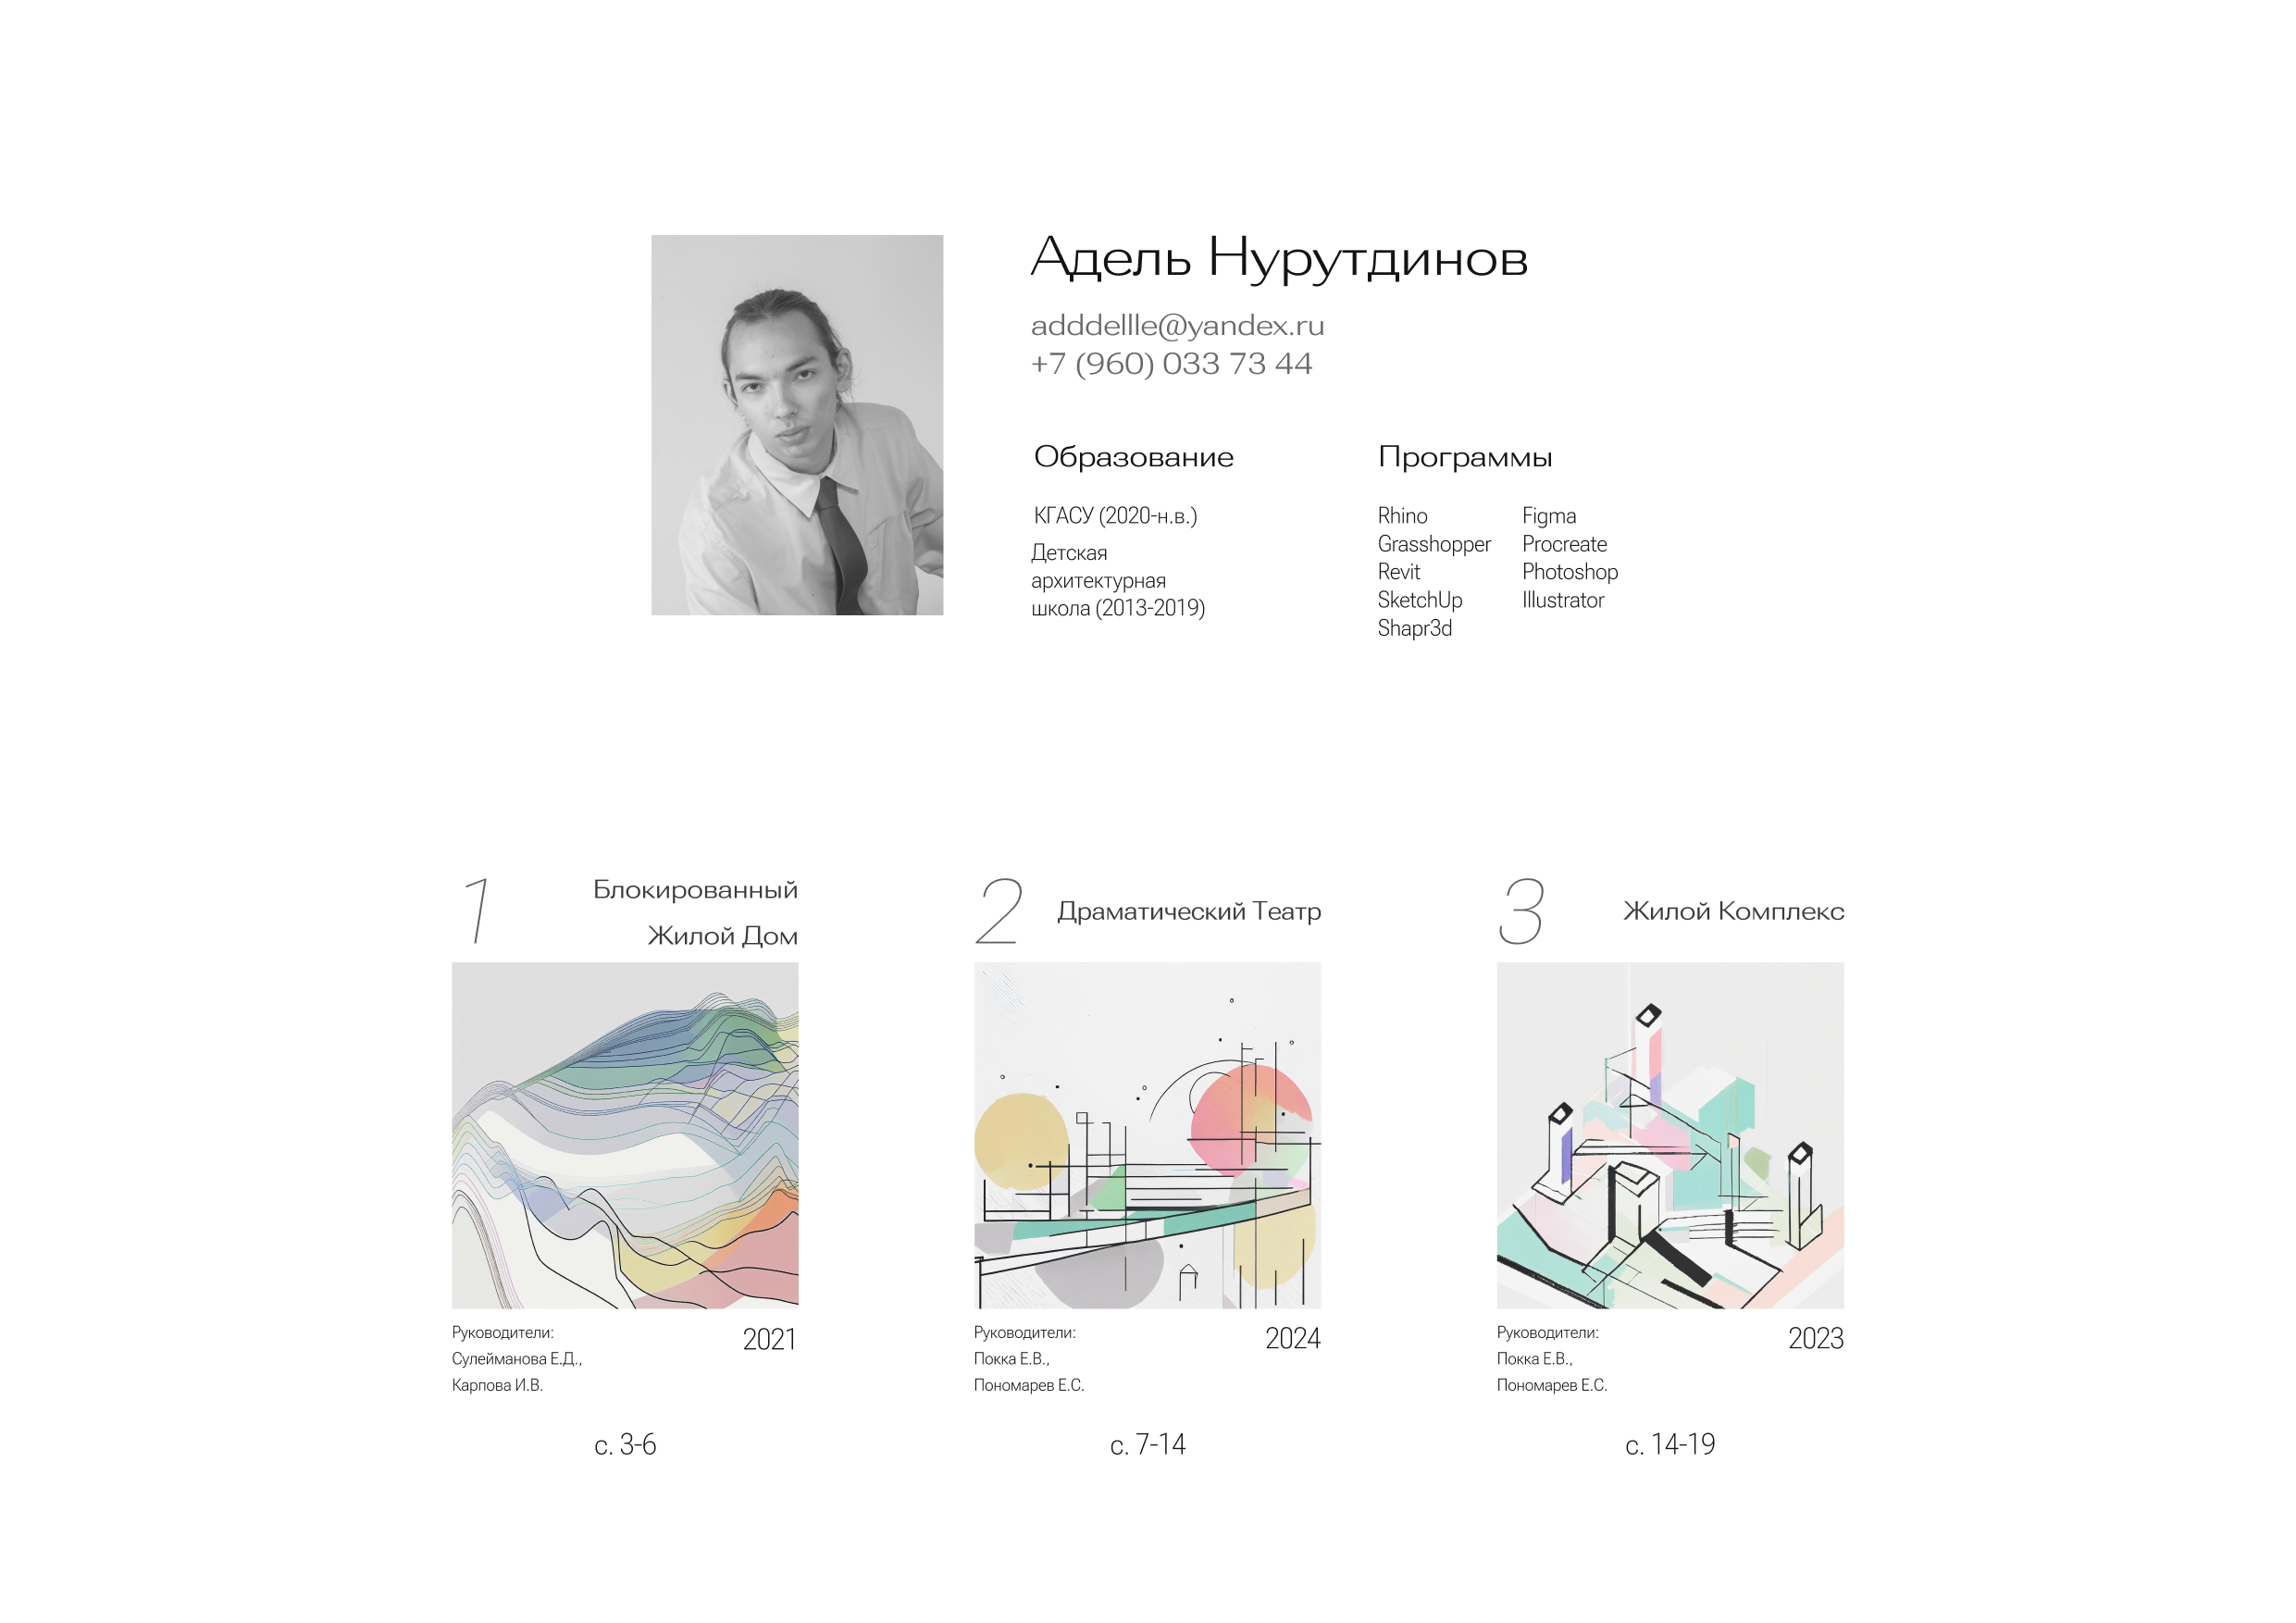 Адель Нурутдинов
adddellle@yandex.ru
+7 (960) 033 73 44
Образование
КГАСУ (2020-н.в.)
Детская
архитектурная
школа (2013-2019)
Программы
Rhino
Grasshopper
Revit
SketchUp
Shapr3d
Figma
Procreate
Photoshop
Illustrator
1
Блокированный
Жилой Дом
Руководители:
Сулейманова Е.Д.,
Карпова И.В.
2021
с. 3-6
2
Драматический Театр
Руководители:
Покка Е.В.,
Пономарев Е.С.
2024
с. 7-14
3
Жилой Комплекс
Руководители:
Покка Е.В.,
Пономарев Е.С.
2023
с. 14-19